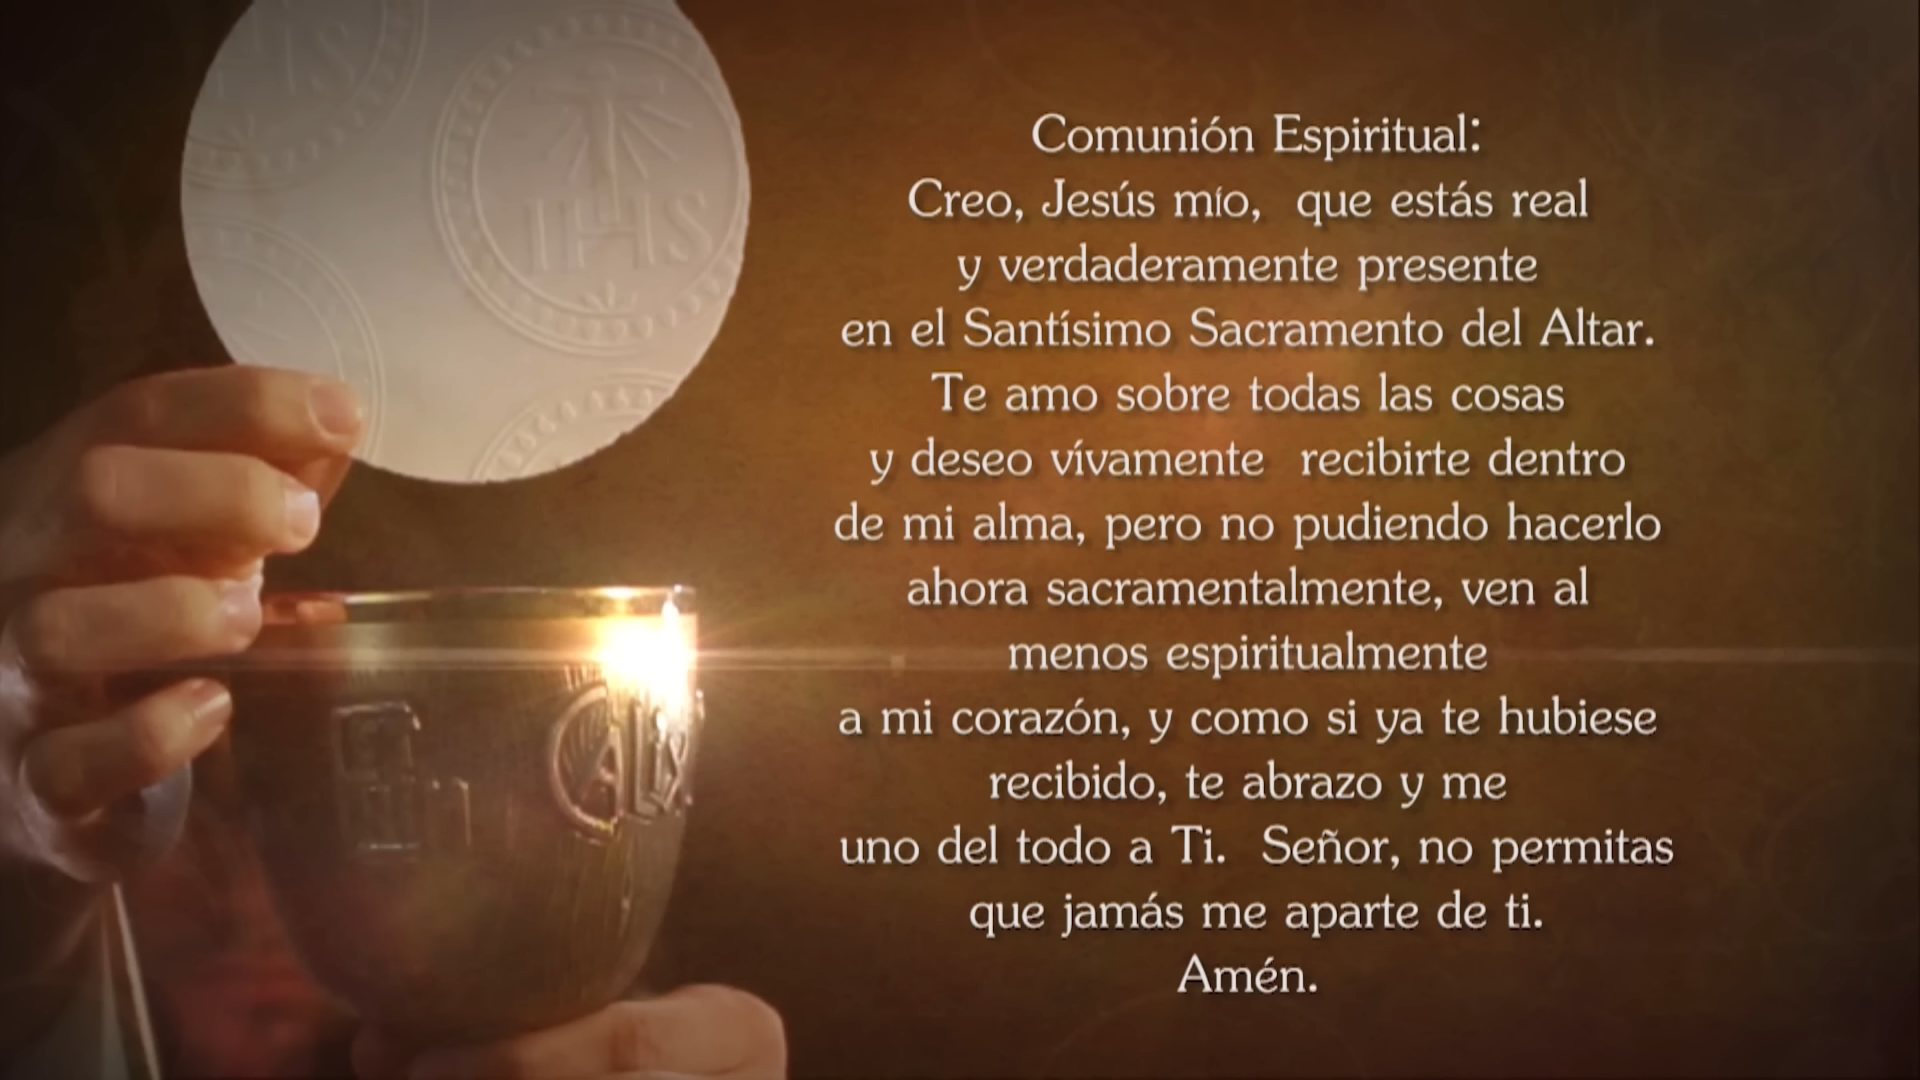 IHS
CALIX
Comunión Espiritual:
Creo, Jesús mío, que estás real
y verdaderamente presente
en el Santísimo Sacramento del Altar.
Te amo sobre todas las cosas
y deseo vívamente recibirte dentro
de mi alma, pero no pudiendo hacerlo
ahora sacramentalmente, ven al
menos espiritualmente
a mi corazón, y como si ya te hubiese
recibido, te abrazo y me
uno del todo a Ti. Señor, no permitas
que jamás me aparte de ti.
Amén.